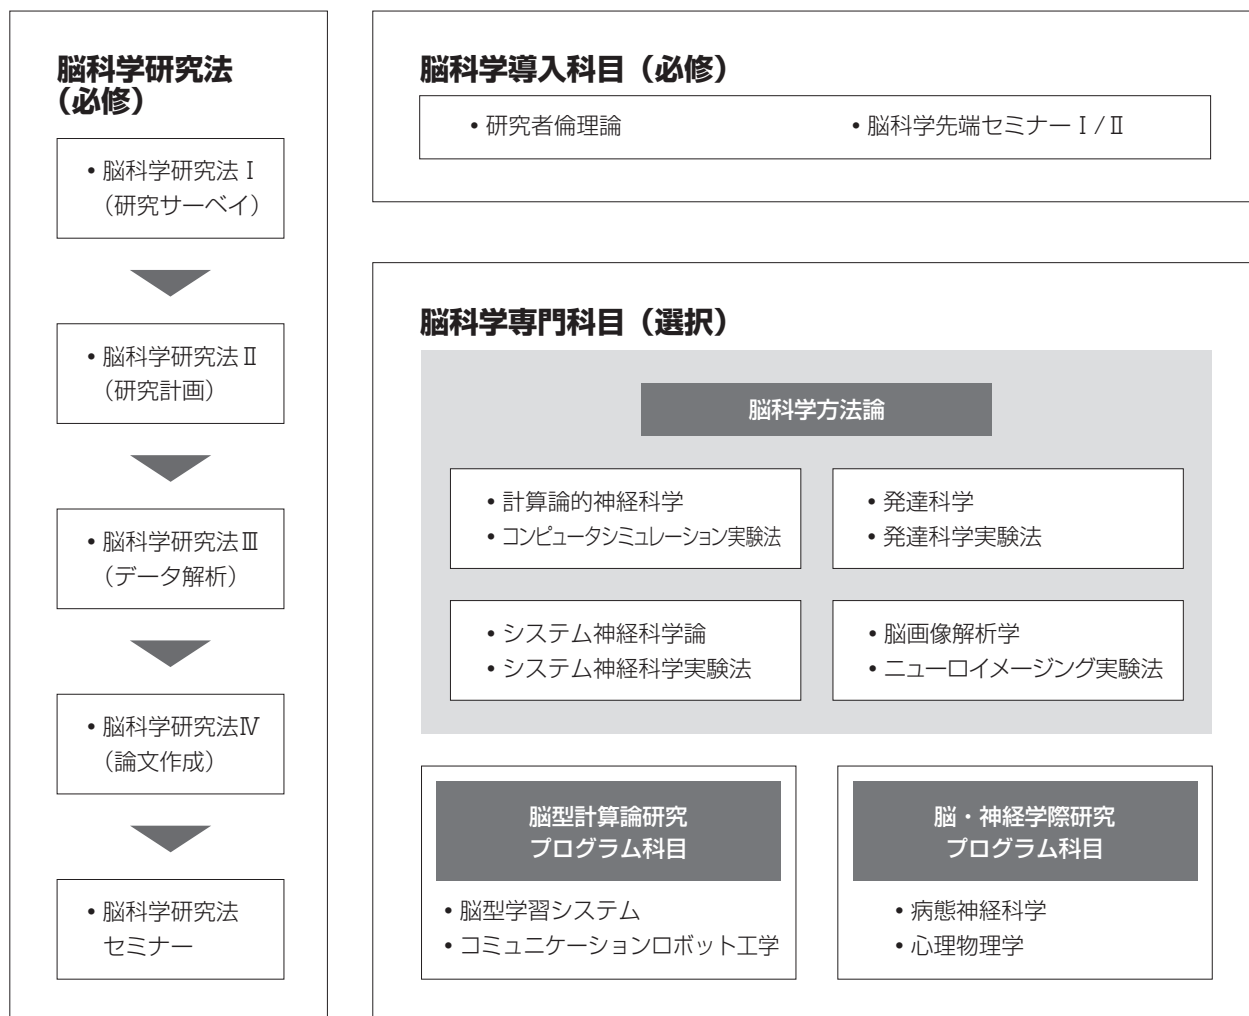 脳科学研究法
（必修）
• 脳科学研究法Ⅰ
（研究サーベイ）
• 脳科学研究法Ⅱ
（研究計画）
• 脳科学研究法Ⅲ
（データ解析）
• 脳科学研究法Ⅳ
（論文作成）
• 脳科学研究法
セミナー
脳科学導入科目（必修）
• 研究者倫理論
• 脳科学先端セミナーⅠ/Ⅱ
脳科学専門科目（選択）
脳科学方法論
• 計算論的神経科学
• コンピュータシミュレーション実験法
• 発達科学
• 発達科学実験法
• システム神経科学論
• システム神経科学実験法
• 脳画像解析学
• ニューロイメージング実験法
脳型計算論研究
プログラム科目
• 脳型学習システム
• コミュニケーションロボット工学
脳・神経学際研究
プログラム科目
• 病態神経科学
• 心理物理学